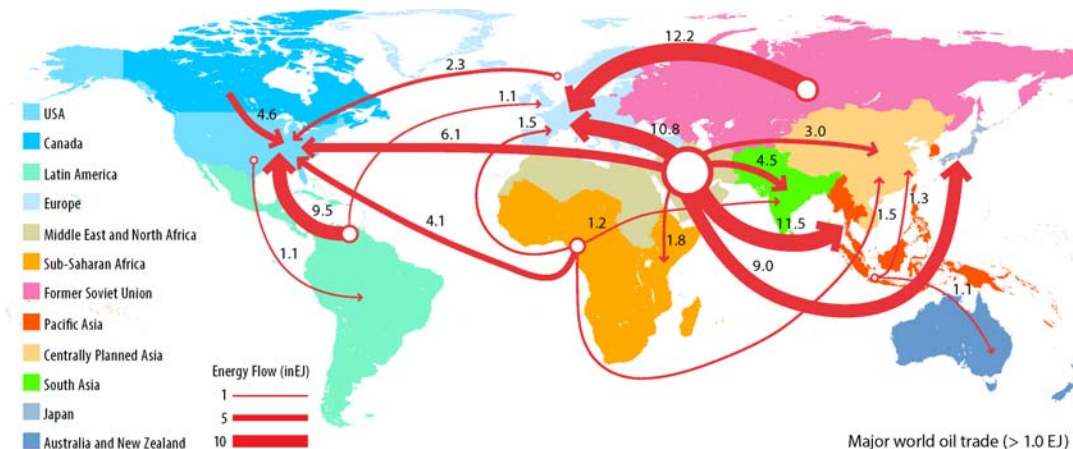 12.2
2.3
1.1
4.6
1.5
6.1
10.8
3.0
4.5
9.5
4.1
1.2
1.8
11.5
9.0
1.5
1.3
1.1
1.1
USA
Canada
Latin America
Europe
Middle East and North Africa
Sub-Saharan Africa
Former Soviet Union
Pacific Asia
Centrally Planned Asia
South Asia
Japan
Australia and New Zealand
Energy Flow (inEJ)
1
5
10
Major world oil trade (> 1.0 EJ)